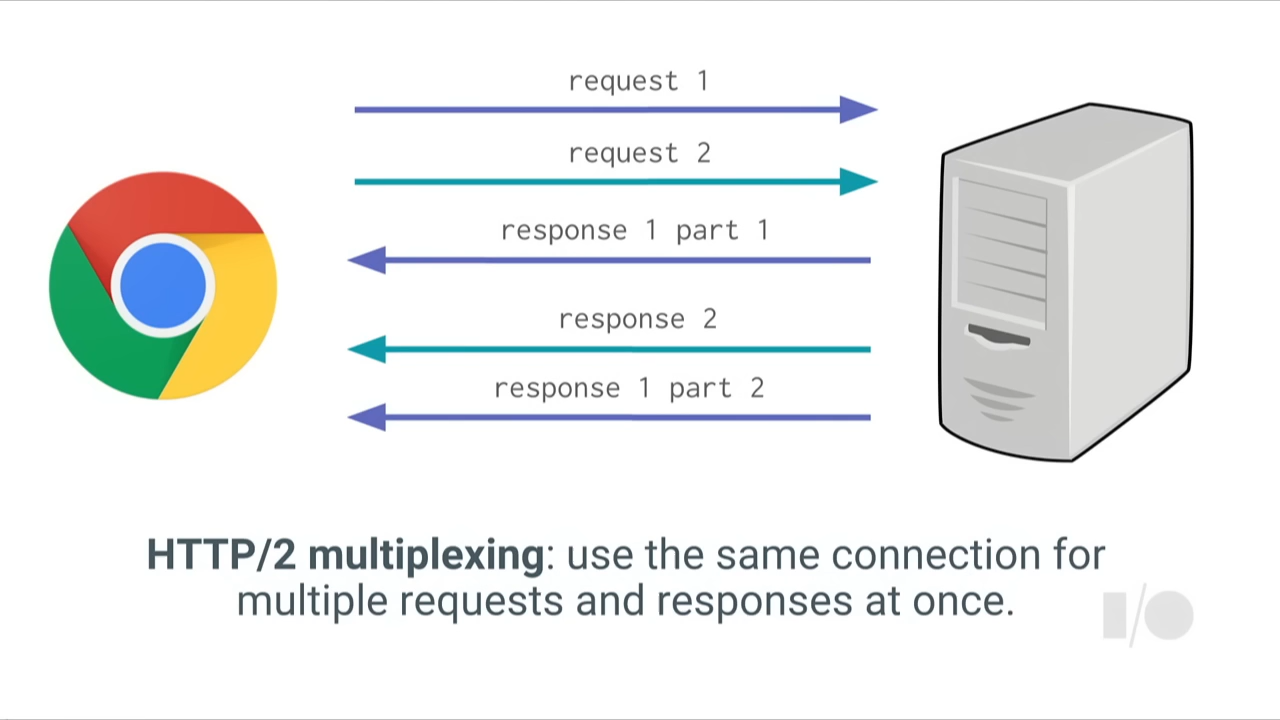 request 1
request 2
response 1 part 1
response 2
response 1 part 2
HTTP/2 multiplexing: use the same connection for
multiple requests and responses at once.
I/O